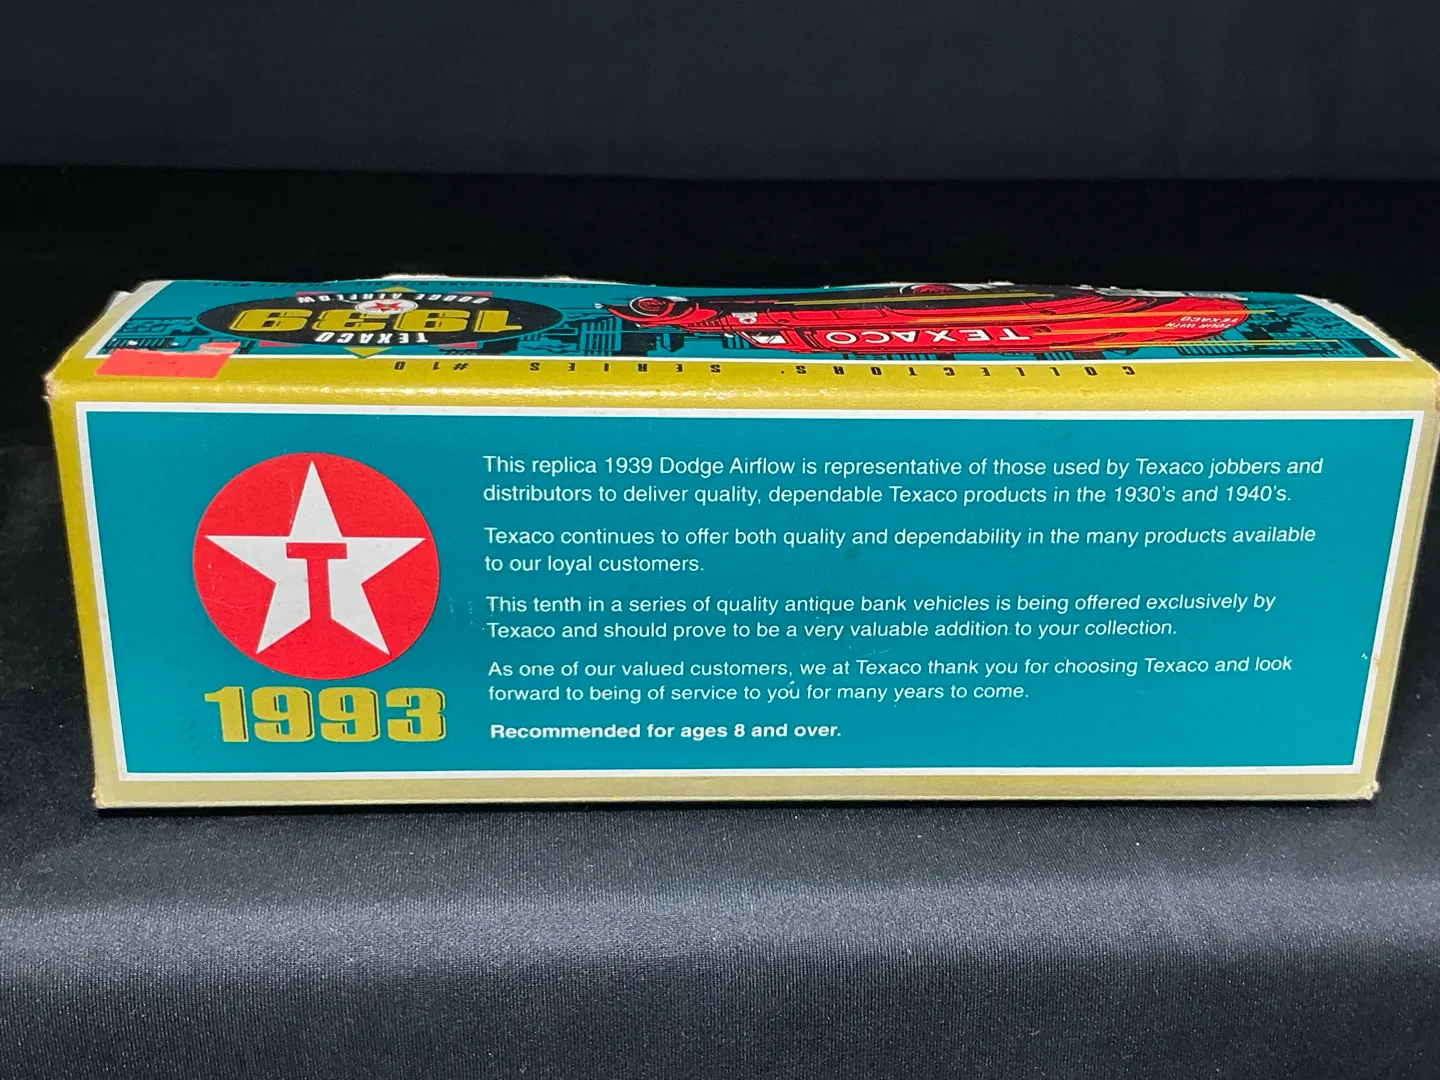 TEXACO
1939
DODGE AIRFLOW
TEXACO
TOUR WITH
TEXACO
COLLECTORS' SERIES #10
T
1993
This replica 1939 Dodge Airflow is representative of those used by Texaco jobbers and
distributors to deliver quality, dependable Texaco products in the 1930's and 1940's.
Texaco continues to offer both quality and dependability in the many products available
to our loyal customers.
This tenth in a series of quality antique bank vehicles is being offered exclusively by
Texaco and should prove to be a very valuable addition to your collection.
As one of our valued customers, we at Texaco thank you for choosing Texaco and look
forward to being of service to you for many years to come.
Recommended for ages 8 and over.